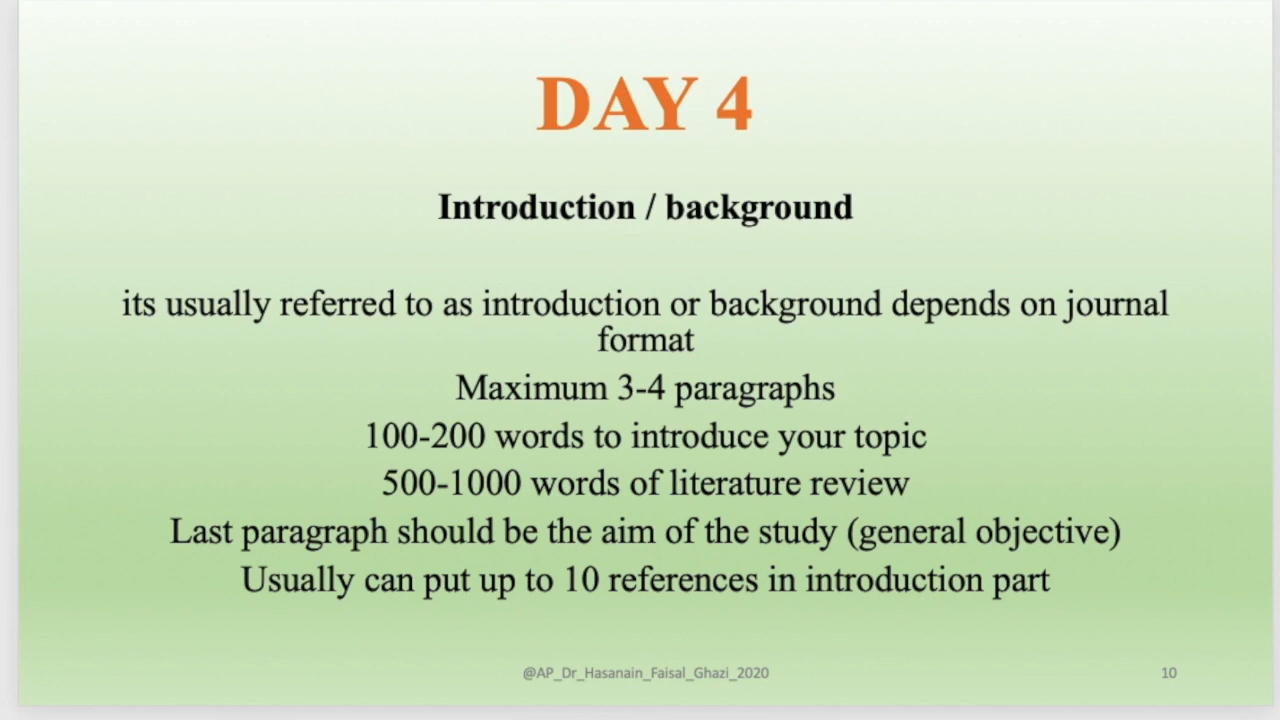 DAY 4
Introduction / background
its usually referred to as introduction or background depends on journal
format
Maximum 3-4 paragraphs
100-200 words to introduce your topic
500-1000 words of literature review
Last paragraph should be the aim of the study (general objective)
Usually can put up to 10 references in introduction part
@AP_Dr_Hasanain_Faisal_Ghazi_2020
10